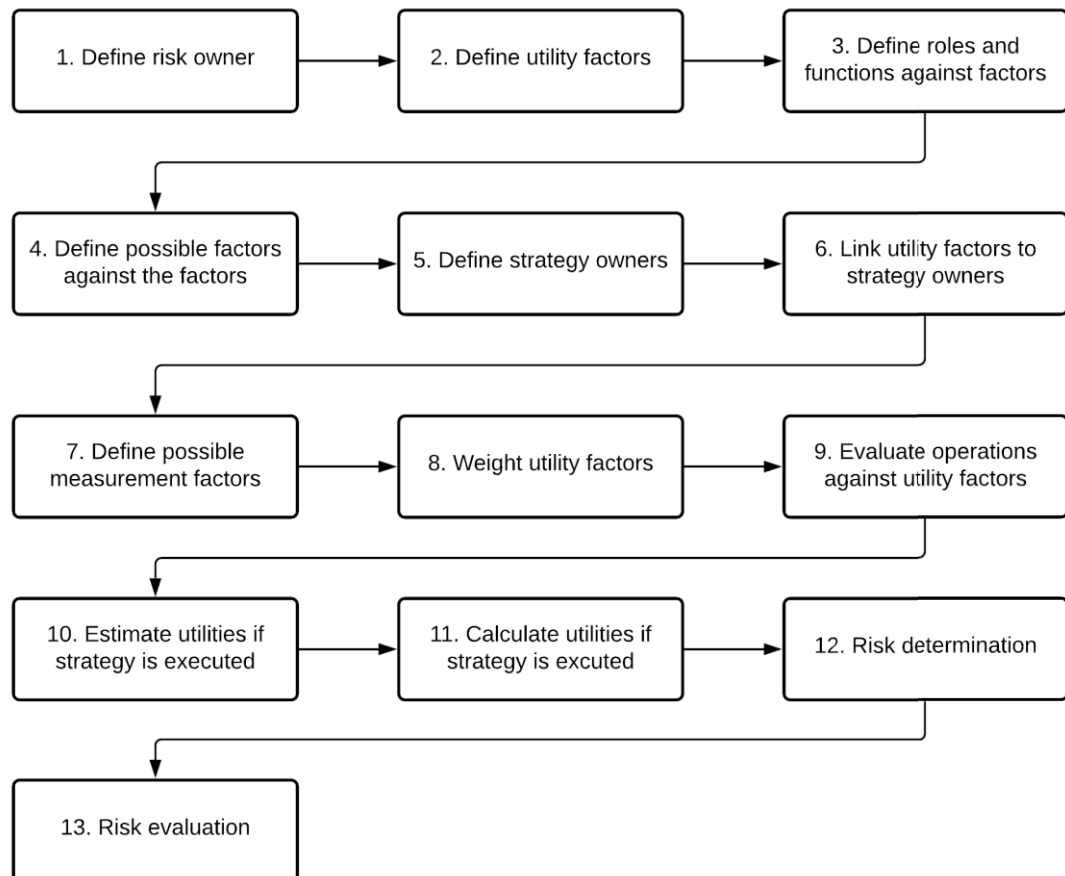 1. Define risk owner
2. Define utility factors
3. Define roles and
functions against factors
4. Define possible factors
against the factors
5. Define strategy owners
6. Link utility factors to
strategy owners
7. Define possible
measurement factors
8. Weight utility factors
9. Evaluate operations
against utility factors
10. Estimate utilities if
strategy is executed
11. Calculate utilities if
strategy is excuted
12. Risk determination
13. Risk evaluation